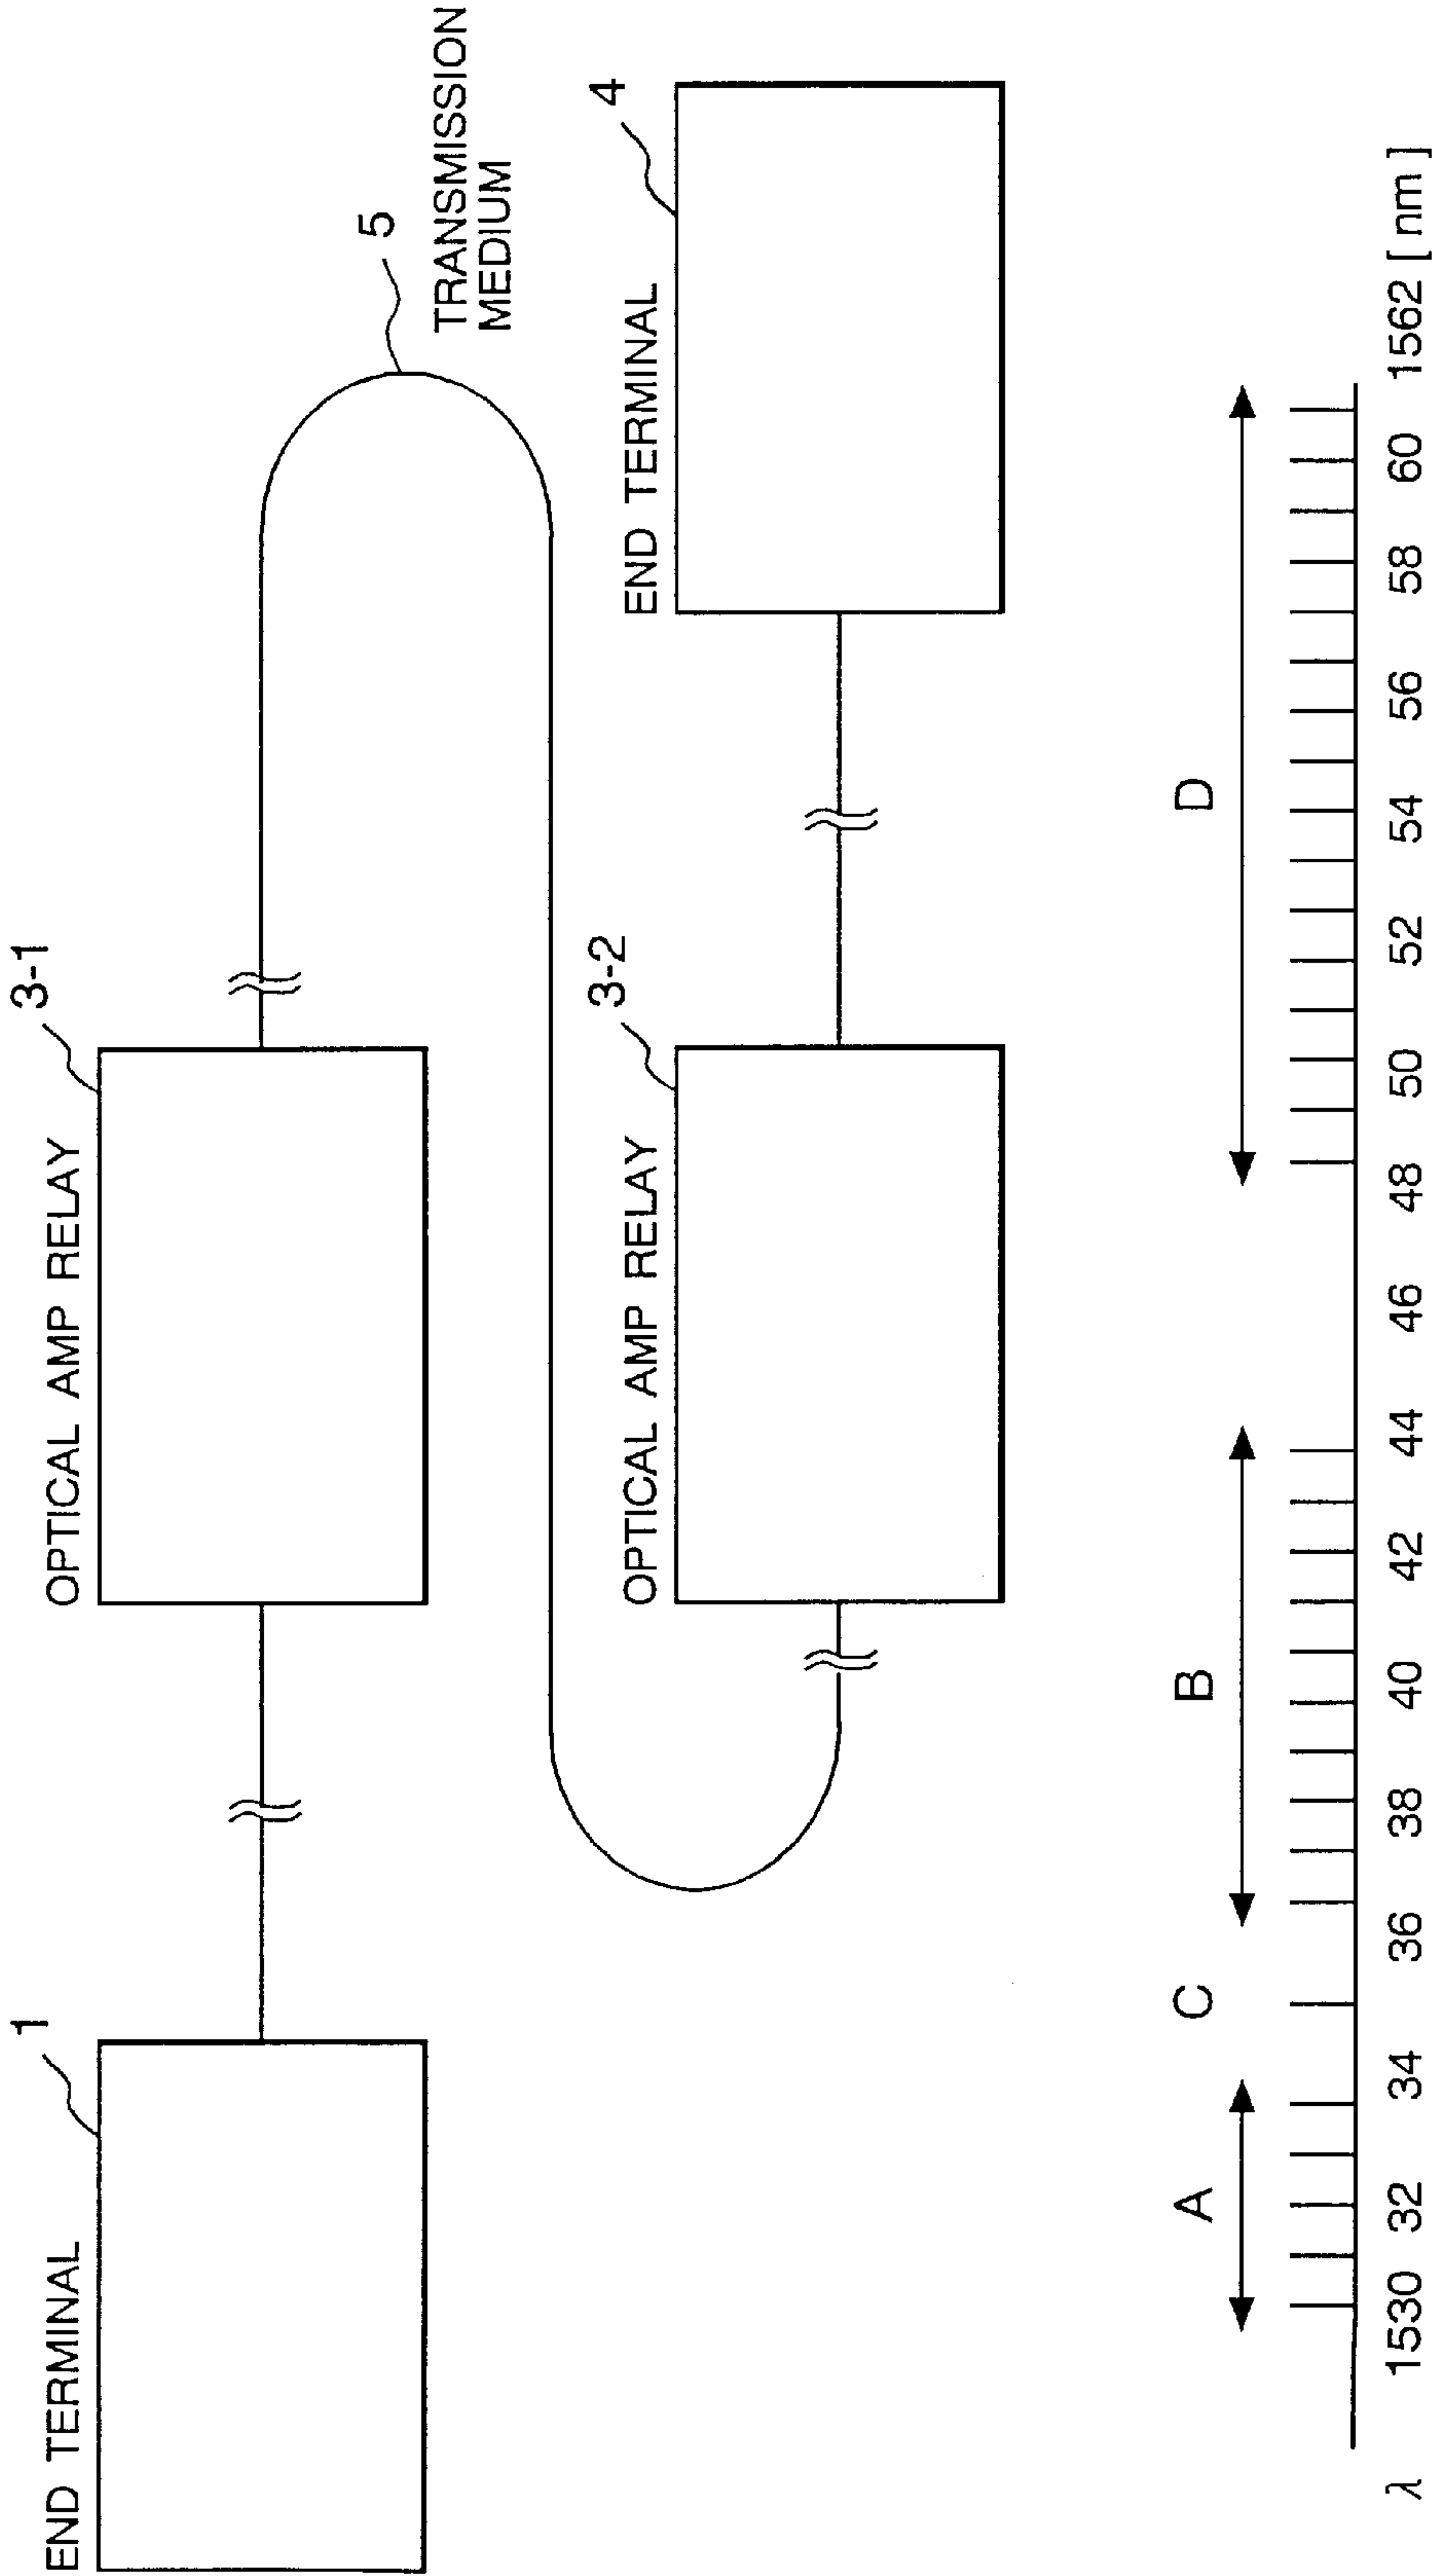 1
END TERMINAL
3-1
OPTICAL AMP RELAY
5
TRANSMISSION
MEDIUM
3-2
OPTICAL AMP RELAY
4
END TERMINAL
A C B D
λ 1530 32 34 36 38 40 42 44 46 48 50 52 54 56 58 60 1562 [ nm ]